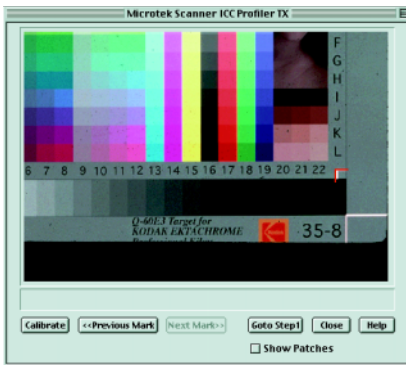 Microtek Scanner ICC Profiler TX
F
G
H
I
J
K
L
6 7 8 9 10 11 12 13 14 15 16 17 18 19 20 21 22
Q-60E3 Target for
KODAK EKTACHROME
Kodak 35-8
Calibrate <<Previous Mark Next Mark>> Goto Step1 Close Help
Show Patches